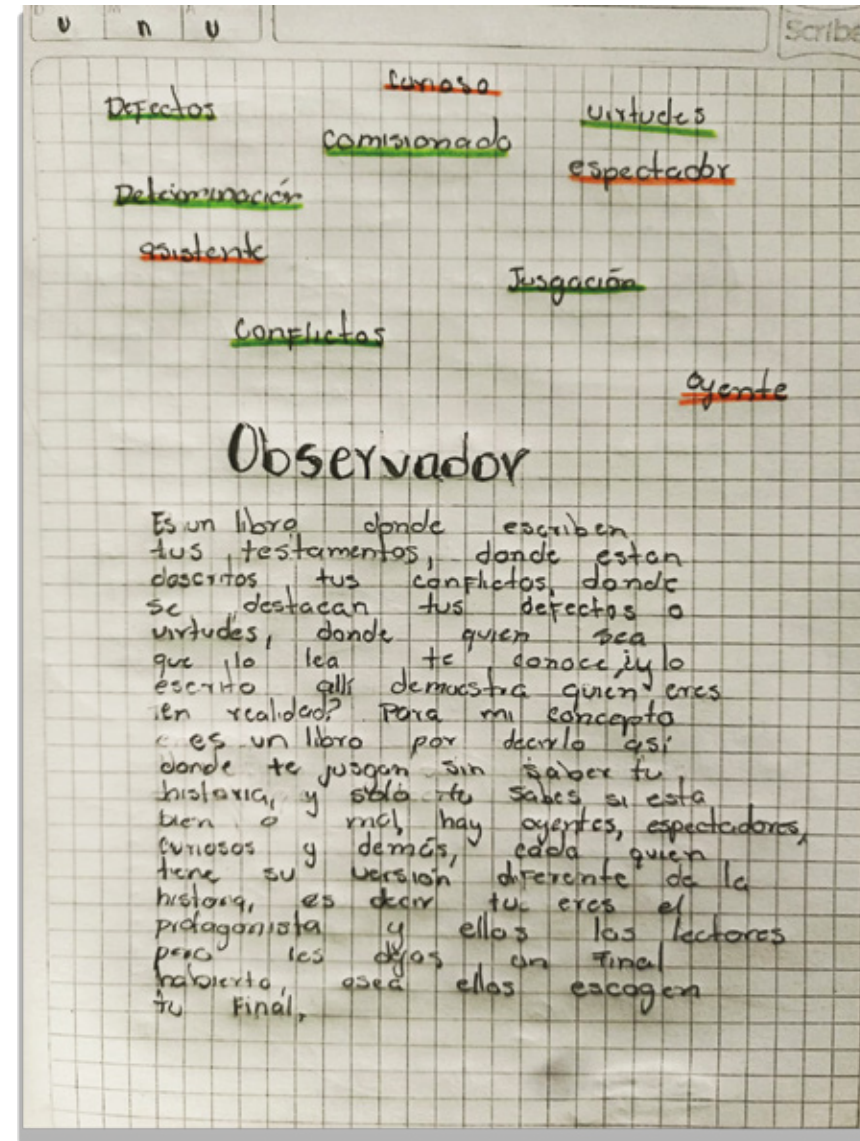 D M A
U n U
Scribe
Curioso
Defectos
virtudes
Comisionado
espectador
Determinación
asistente
Jusgación
Conflictos
oyente
Observador
Es un libro donde escriben
tus testamentos, donde estan
descritos tus conflictos, donde
se destacan tus defectos o
virtudes, donde quien sea
que lo lea te conoce ¿y lo
escrito allí demuestra quien eres
en realidad? Para mi concepto
es un libro por decirlo así
donde te jusgan sin saber tu
historia, y solo tu sabes si esta
bien o mal, hay oyentes, espectadores,
curiosos y demás, cada quien
tiene su versión diferente de la
historia, es decir tu eres el
protagonista y ellos los lectores
pero les dejas un final
habierto, osea ellos escogen
tu final,